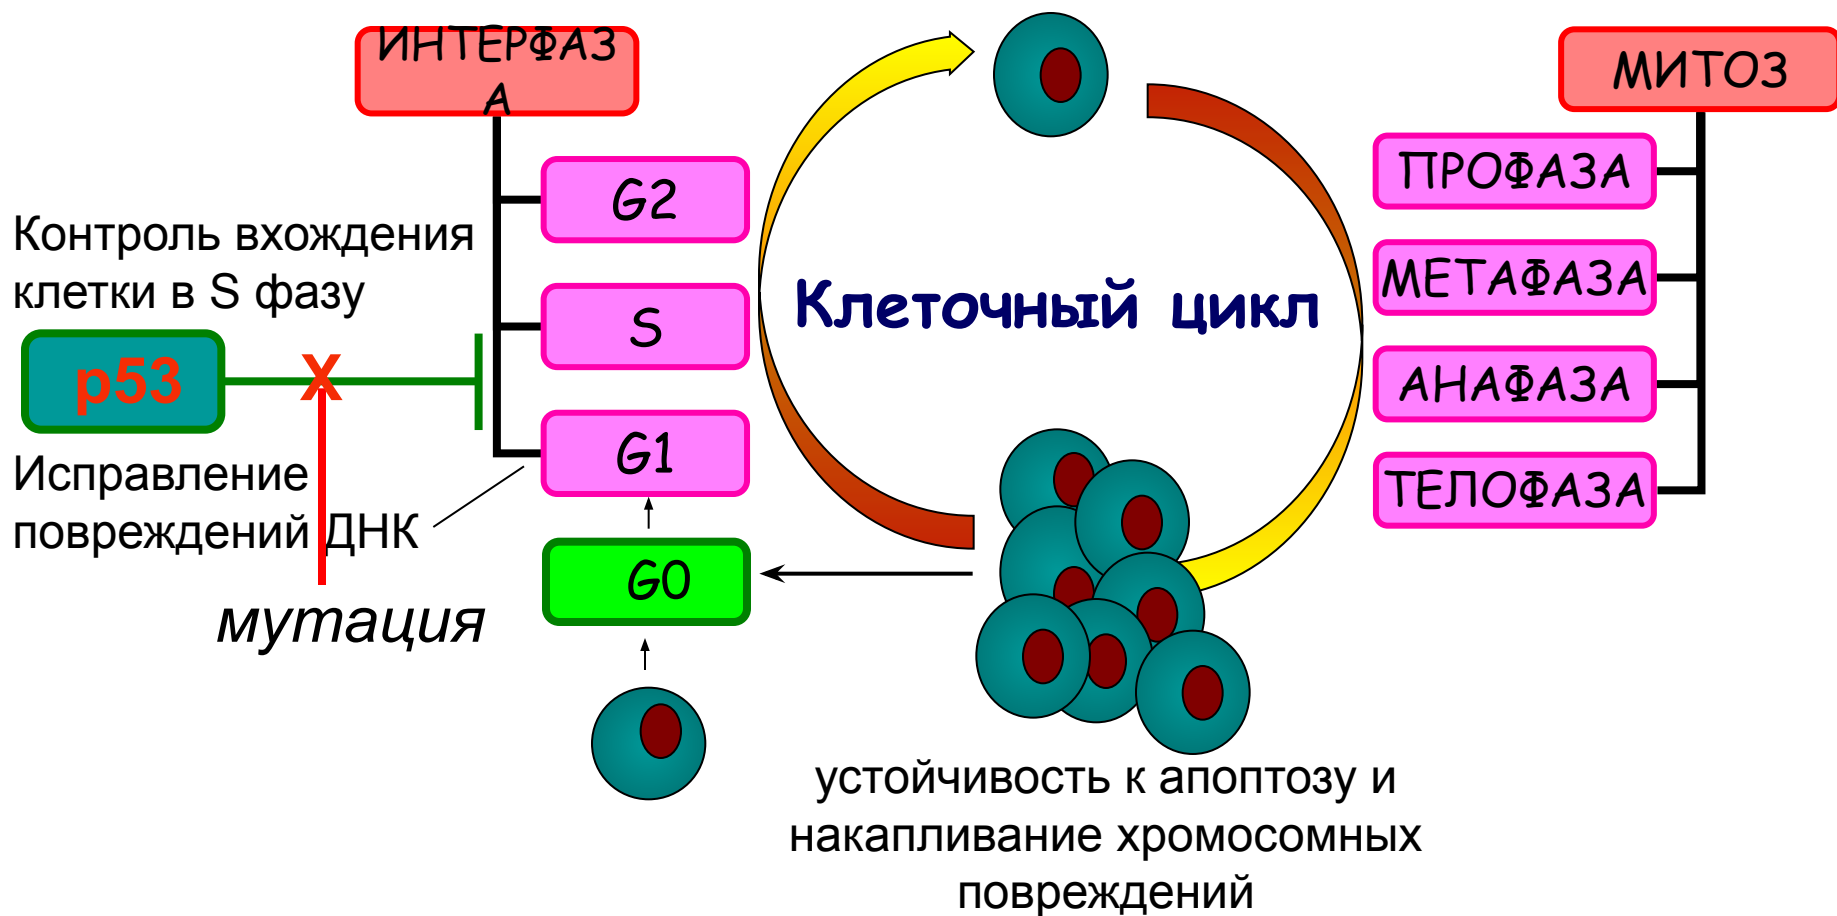 ИНТЕРФАЗ
А
МИТОЗ
ПРОФАЗА
G2
Контроль вхождения
клетки в S фазу
МЕТАФАЗА
Клеточный цикл
S
p53
X
АНАФАЗА
G1
Исправление
повреждений ДНК
ТЕЛОФАЗА
G0
мутация
устойчивость к апоптозу и
накапливание хромосомных
повреждений